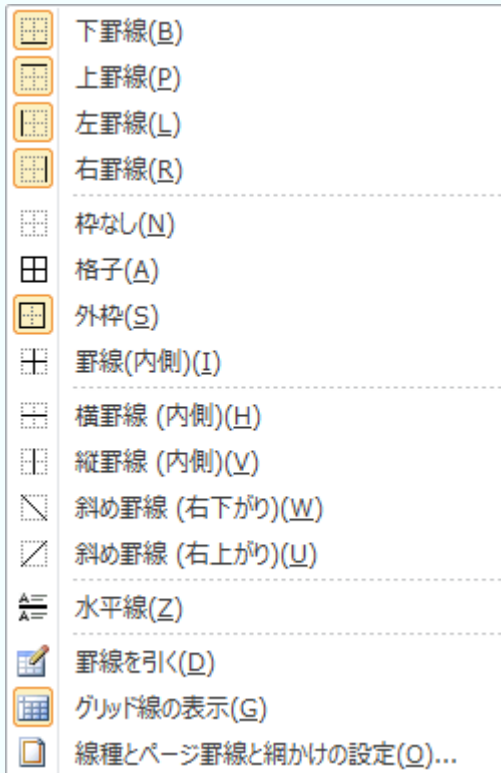 下罫線(B)
上罫線(P)
左罫線(L)
右罫線(R)
枠なし(N)
格子(A)
外枠(S)
罫線(内側)(I)
横罫線 (内側)(H)
縦罫線 (内側)(V)
斜め罫線 (右下がり)(W)
斜め罫線 (右上がり)(U)
水平線(Z)
罫線を引く(D)
グリッド線の表示(G)
線種とページ罫線と網かけの設定(O)...